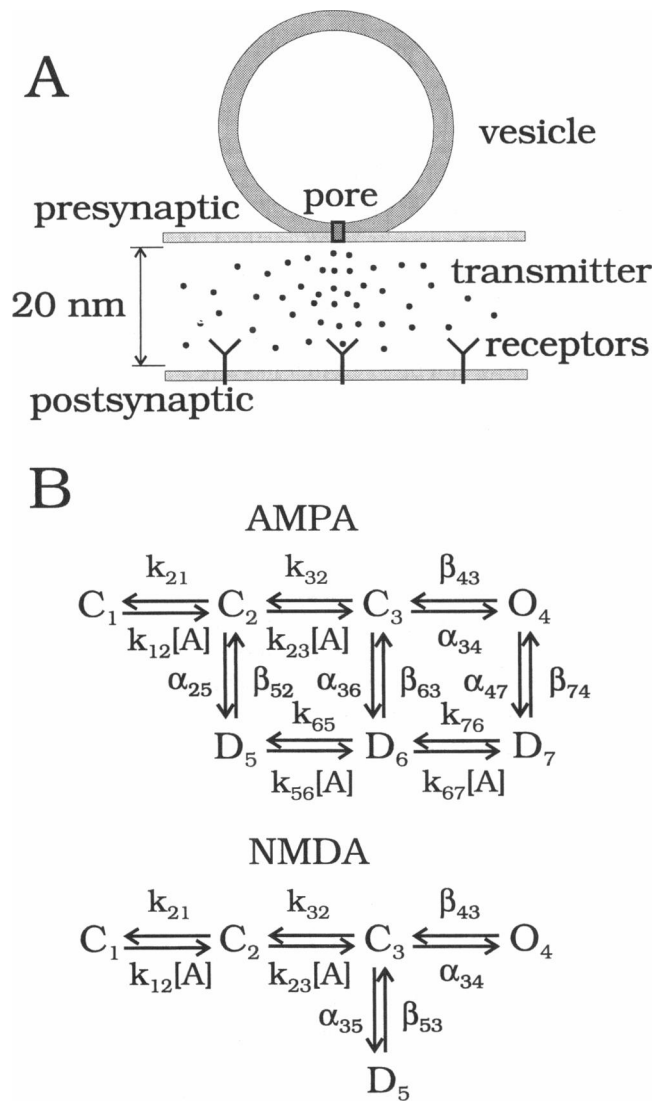 A
vesicle
pore
presynaptic
transmitter
20 nm
receptors
postsynaptic
B
AMPA
k₂₁ k₃₂ β₄₃
C₁ C₂ C₃ O₄
k₁₂[A] k₂₃[A] α₃₄
α₂₅ β₅₂ α₃₆ β₆₃ α₄₇ β₇₄
k₆₅ k₇₆
D₅ D₆ D₇
k₅₆[A] k₆₇[A]
NMDA
k₂₁ k₃₂ β₄₃
C₁ C₂ C₃ O₄
k₁₂[A] k₂₃[A] α₃₄
α₃₅ β₅₃
D₅